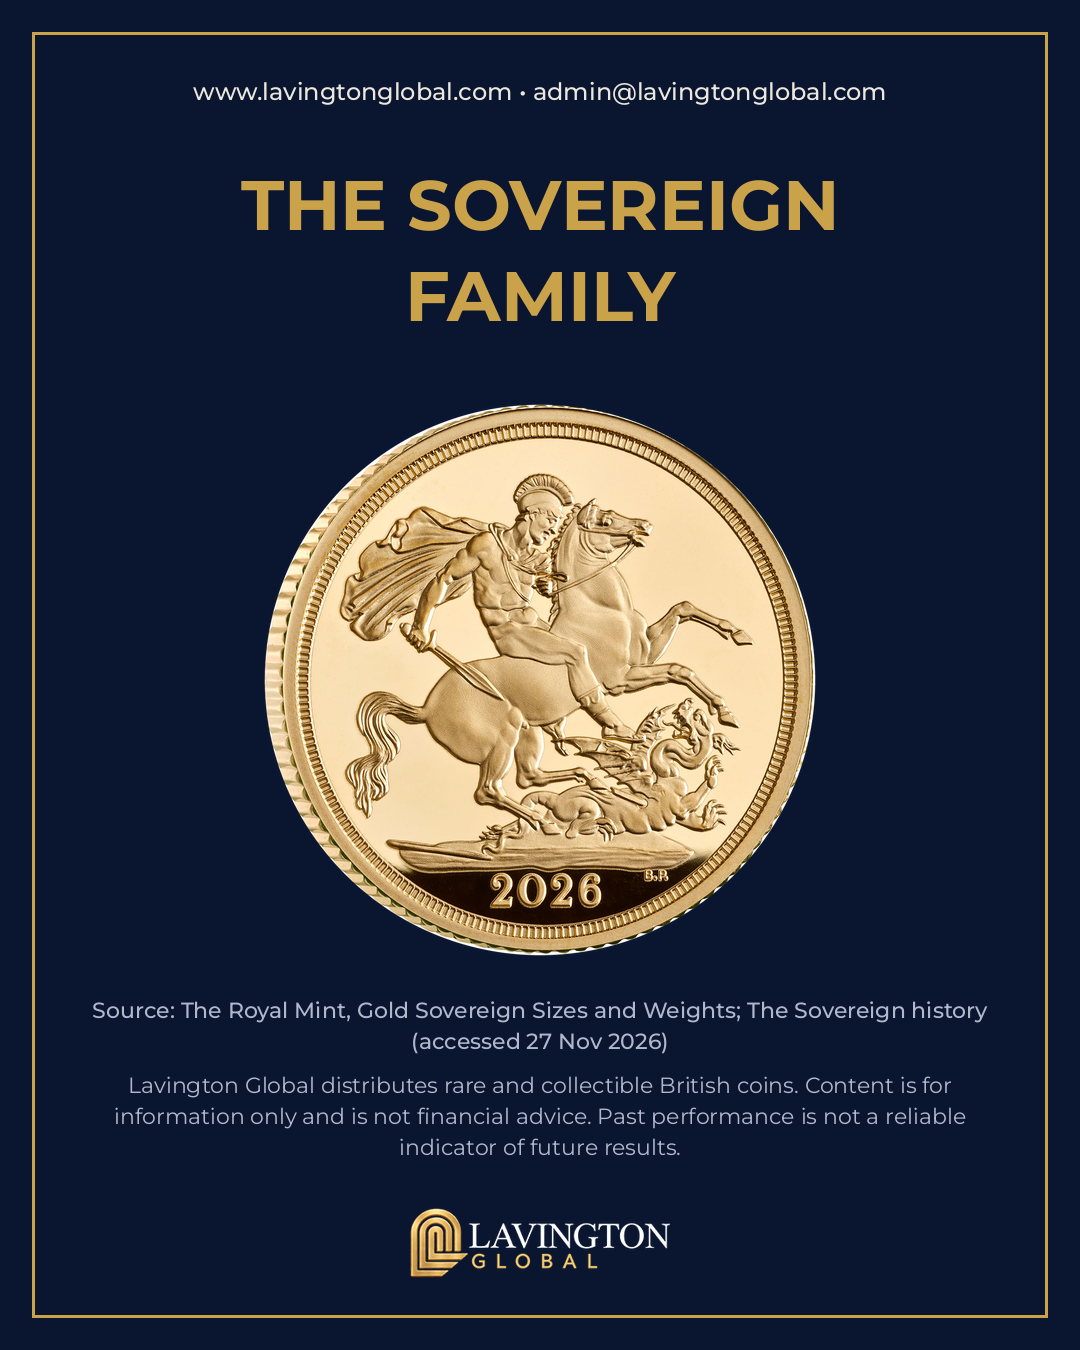 www.lavingtonglobal.com • admin@lavingtonglobal.com
THE SOVEREIGN
FAMILY
B.P.
2026
Source: The Royal Mint, Gold Sovereign Sizes and Weights; The Sovereign history
(accessed 27 Nov 2026)
Lavington Global distributes rare and collectible British coins. Content is for
information only and is not financial advice. Past performance is not a reliable
indicator of future results.
LAVINGTON
GLOBAL